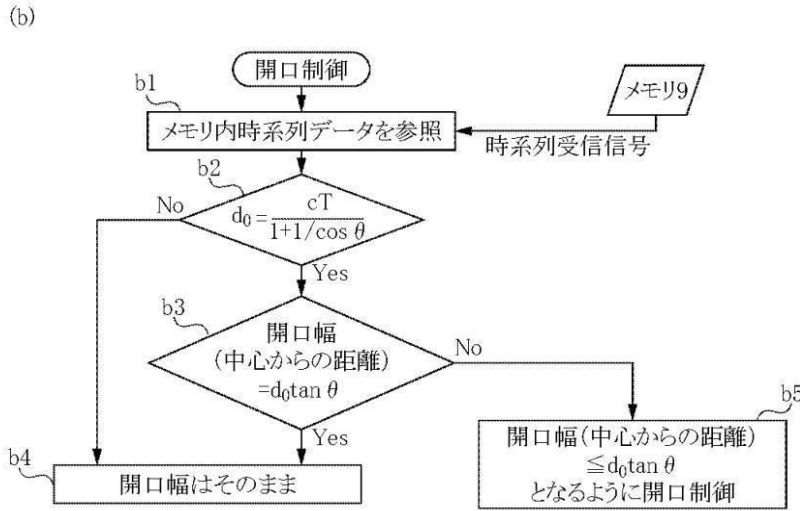 (b)
開口制御
b1
メモリ9
メモリ内時系列データを参照
時系列受信信号
b2
No
d₀=cT/(1+1/cos θ)
Yes
b3
開口幅
(中心からの距離)
=d₀tan θ
No
Yes
b5
開口幅(中心からの距離)
≦d₀tan θ
となるように開口制御
b4
開口幅はそのまま